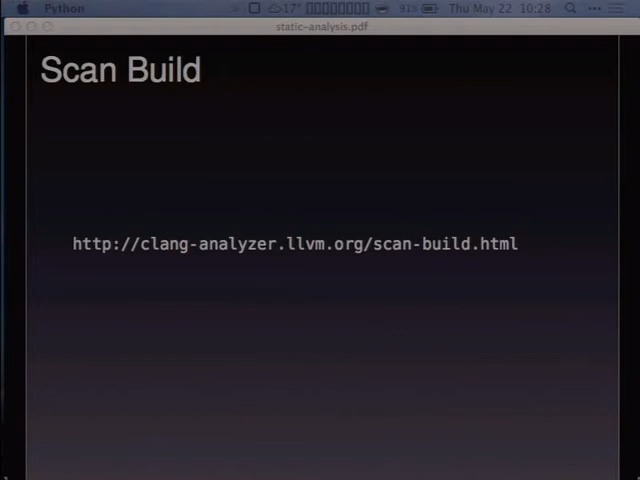 Python
17°
91%
Thu May 22 10:28
static-analysis.pdf
Scan Build
http://clang-analyzer.llvm.org/scan-build.html